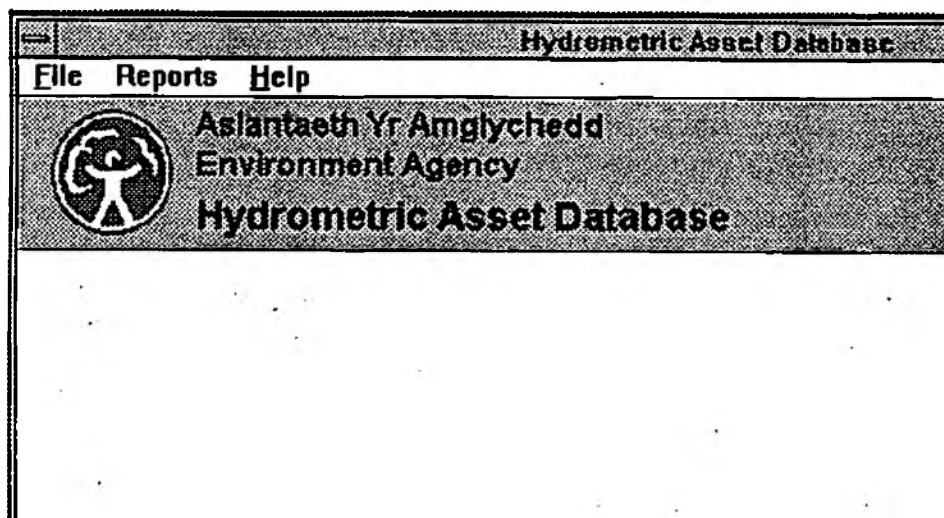 Hydrometric Asset Database
File Reports Help
Aslantaeth Yr Amglychedd
Environment Agency
Hydrometric Asset Database